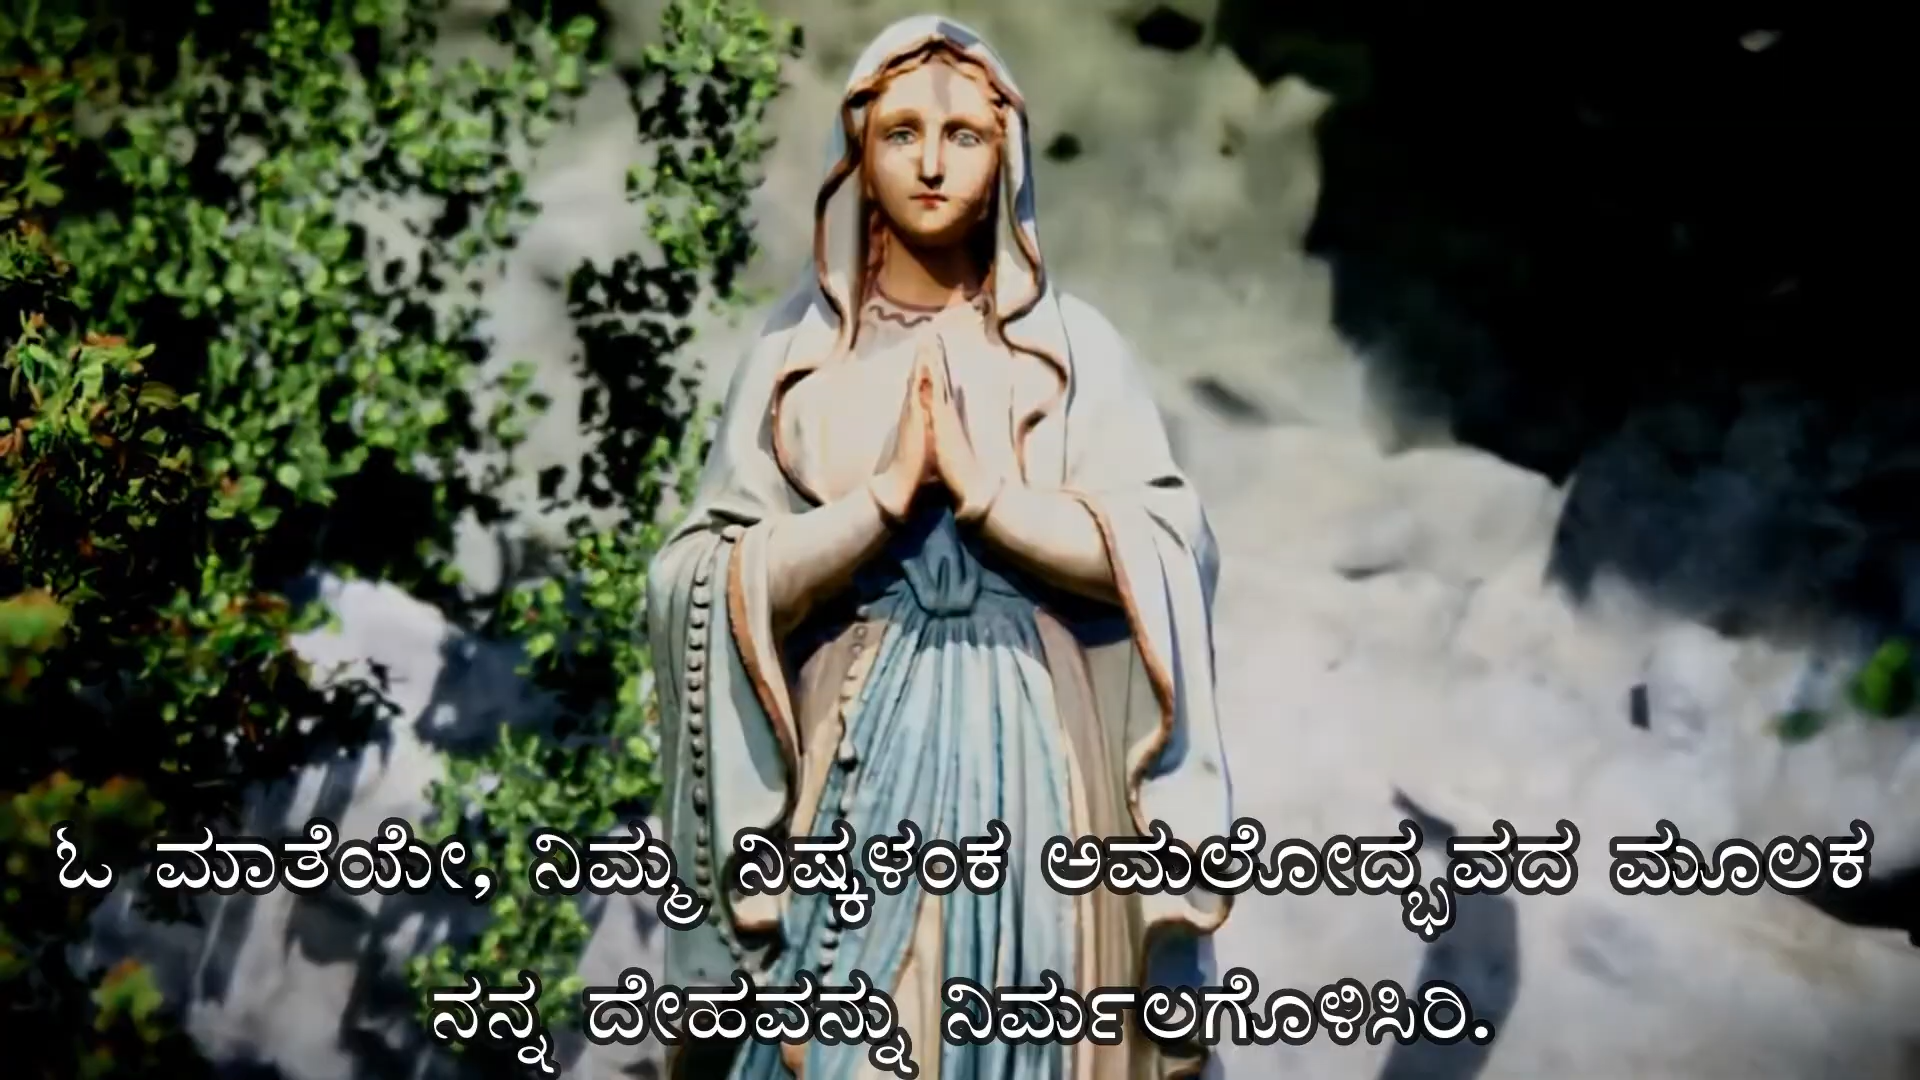 ಓ ಮಾತೆಯೇ, ನಿಮ್ಮ ನಿಷ್ಕಳಂಕ ಅಮಲೋದ್ಭವದ ಮೂಲಕ
ನನ್ನ ದೇಹವನ್ನು ನಿರ್ಮಲಗೊಳಿಸಿರಿ.